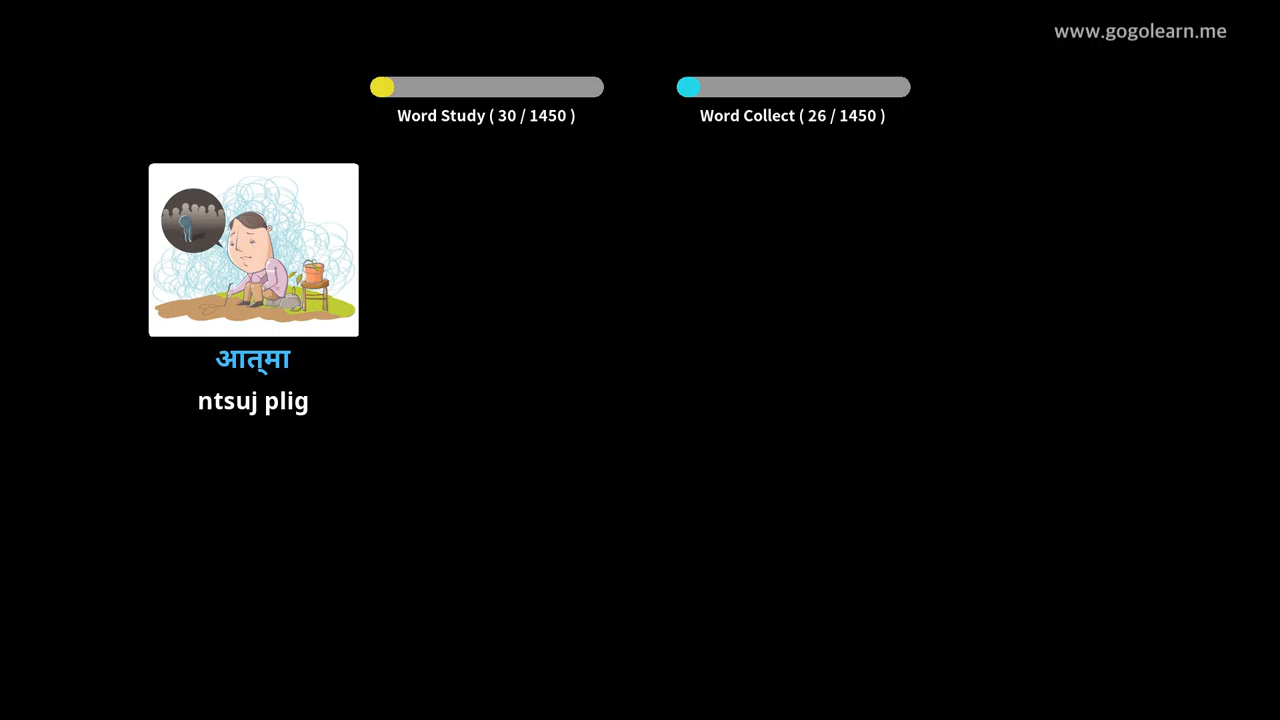 www.gogolearn.me
Word Study ( 30 / 1450 )
Word Collect ( 26 / 1450 )
आत्‌मा
ntsuj plig